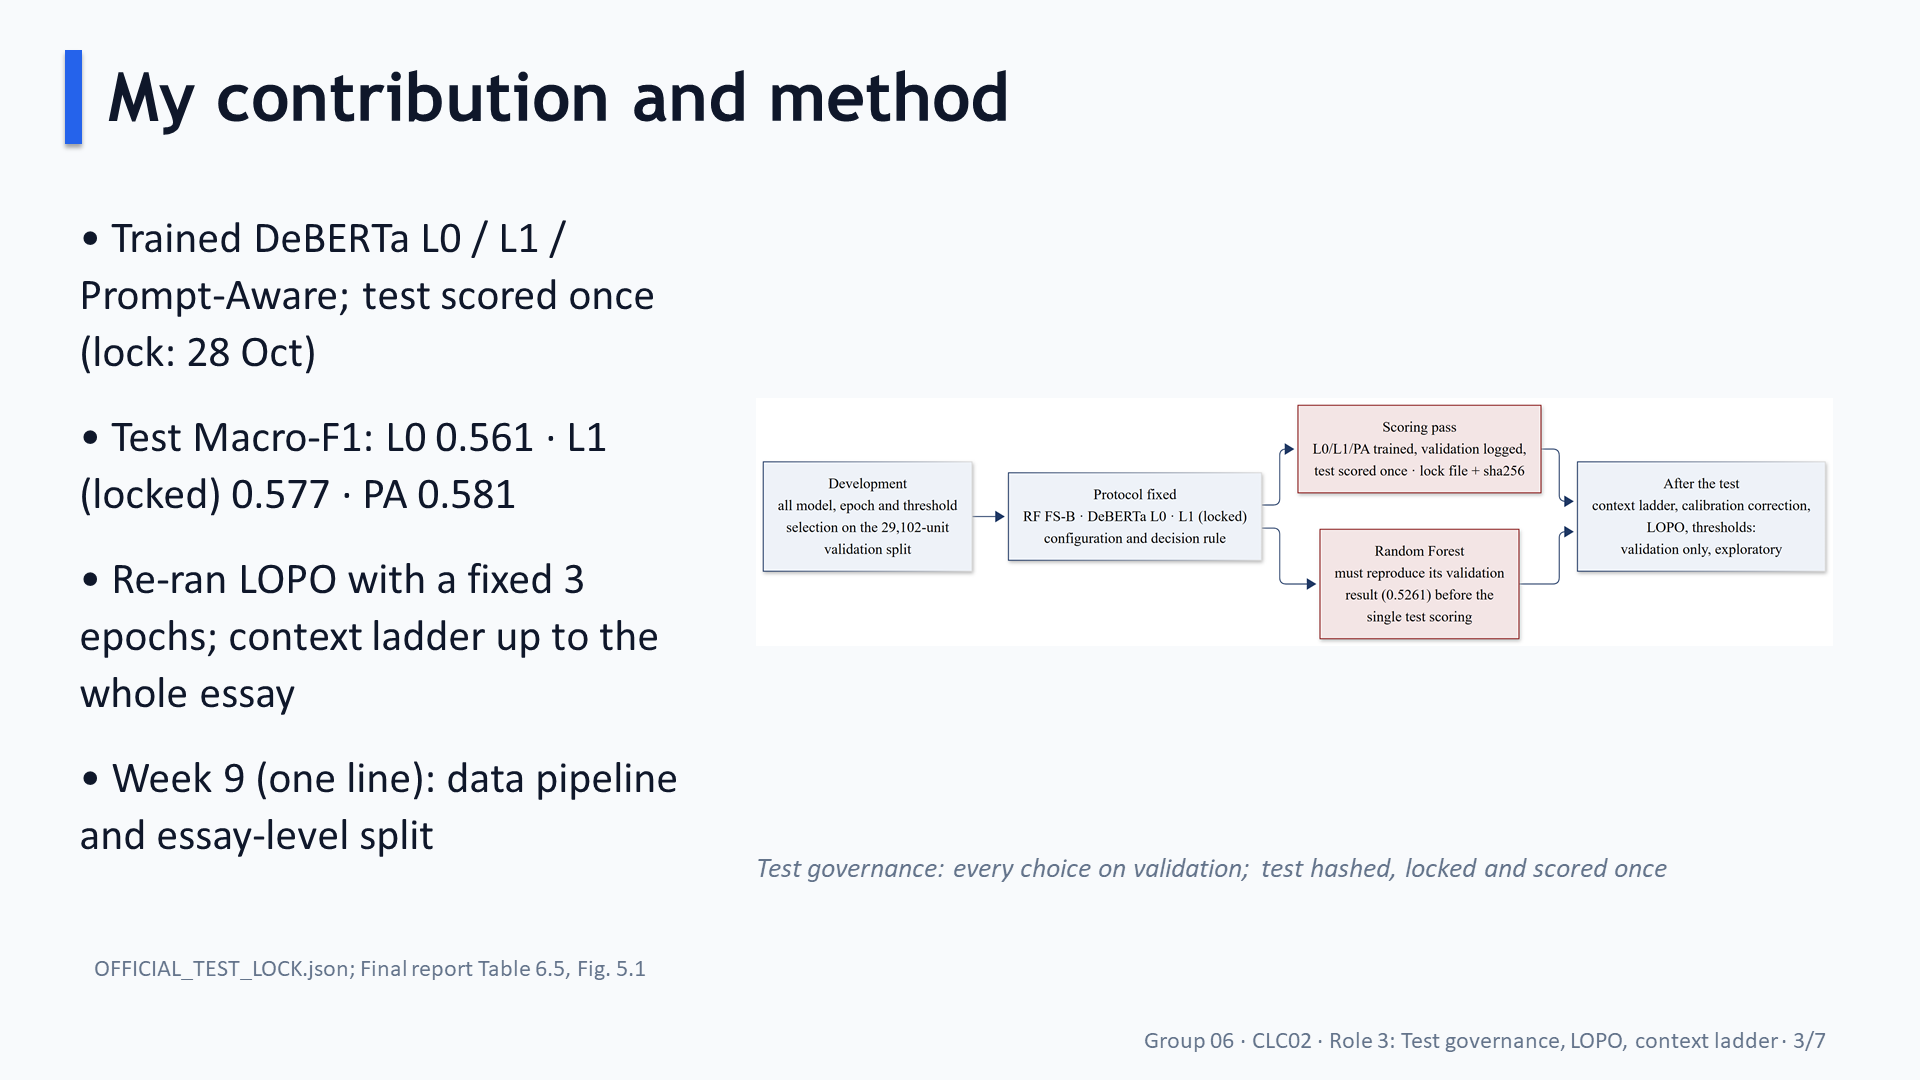 My contribution and method
• Trained DeBERTa L0 / L1 /
Prompt-Aware; test scored once
(lock: 28 Oct)
• Test Macro-F1: L0 0.561 · L1
(locked) 0.577 · PA 0.581
• Re-ran LOPO with a fixed 3
epochs; context ladder up to the
whole essay
• Week 9 (one line): data pipeline
and essay-level split
Development
all model, epoch and threshold
selection on the 29,102-unit
validation split
Protocol fixed
RF FS-B · DeBERTa L0 · L1 (locked)
configuration and decision rule
Scoring pass
L0/L1/PA trained, validation logged,
test scored once · lock file + sha256
Random Forest
must reproduce its validation
result (0.5261) before the
single test scoring
After the test
context ladder, calibration correction,
LOPO, thresholds:
validation only, exploratory
Test governance: every choice on validation; test hashed, locked and scored once
OFFICIAL_TEST_LOCK.json; Final report Table 6.5, Fig. 5.1
Group 06 · CLC02 · Role 3: Test governance, LOPO, context ladder · 3/7